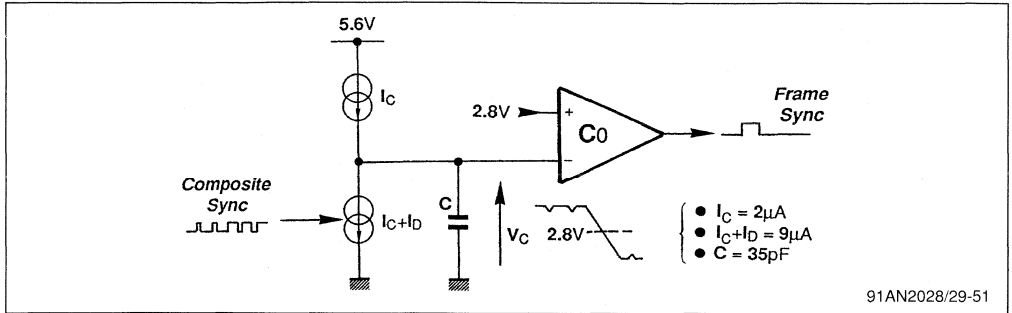 5.6V
I_C
2.8V
+
C0
−
Frame
Sync
Composite
Sync
I_C+I_D
C
V_C
2.8V
● I_C = 2µA
● I_C+I_D = 9µA
● C = 35pF
91AN2028/29-51